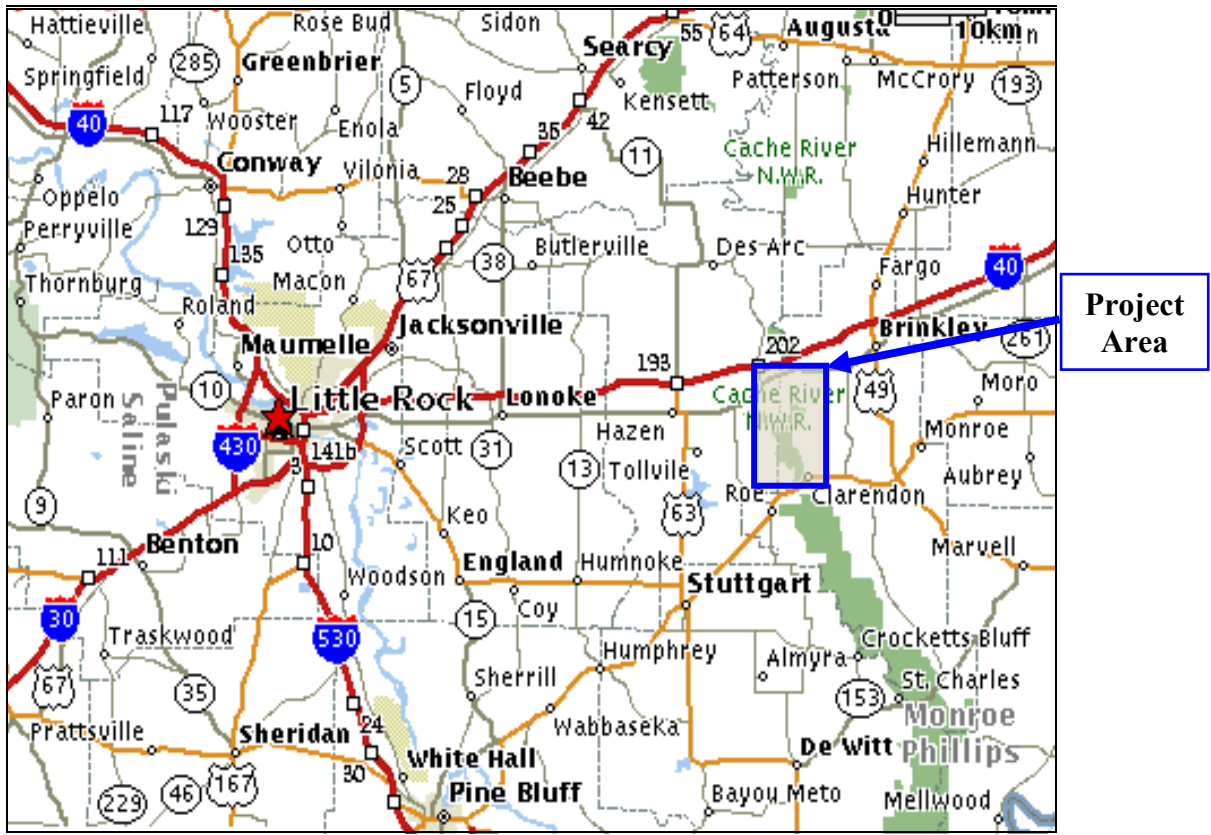 Hattieville
Rose Bud
Sidon
55
64
Augusta
0
10km
Searcy
285
Greenbrier
Springfield
5
Patterson
McCrory
193
Kensett
Floyd
40
117
Wooster
Enola
42
35
11
Hillemann
Cache River
N.W.R.
Conway
Vilonia
28
Beebe
Oppelo
25
Hunter
Perryville
129
Otto
38
Butlerville
Des Arc
135
Macon
67
Fargo
40
Thornburg
Roland
Project
Area
Jacksonville
Brinkley
261
Maumelle
202
193
10
Little Rock
Lonoke
Cache River
N.W.R.
49
Moro
Paron
Pulaski
Saline
Hazen
430
141b
Scott
31
13
Tollvile
Monroe
3
Aubrey
9
Roe
Clarendon
Keo
63
Benton
111
10
England
Humnoke
Marvell
Woodson
Stuttgart
Coy
30
15
530
Traskwood
Humphrey
Crocketts Bluff
Almyra
67
35
Sherrill
153
St. Charles
Monroe
Phillips
Wabbaseka
Prattsville
Sheridan
24
De Witt
167
30
White Hall
229
46
Pine Bluff
Bayou Meto
Mellwood